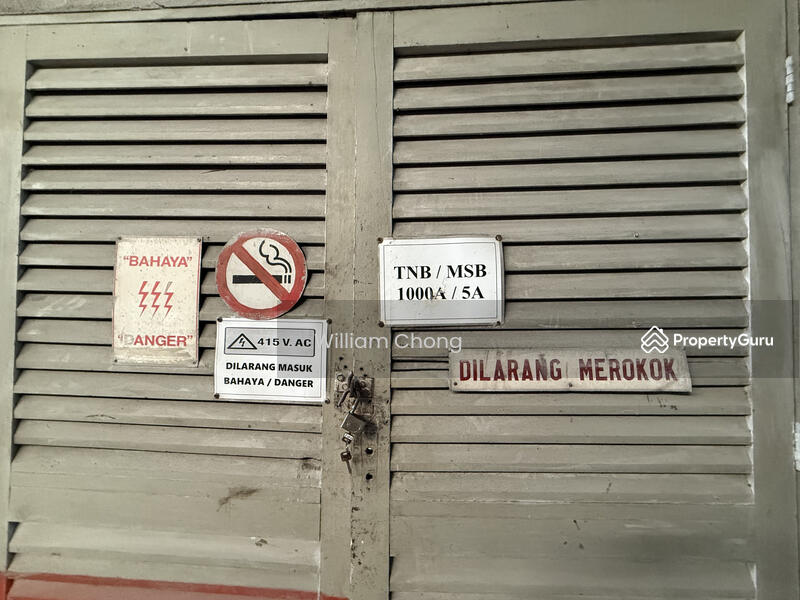 "BAHAYA"
"DANGER"
415 V. AC
DILARANG MASUK
BAHAYA / DANGER
TNB / MSB
1000A / 5A
William Chong
PropertyGuru
DILARANG MEROKOK